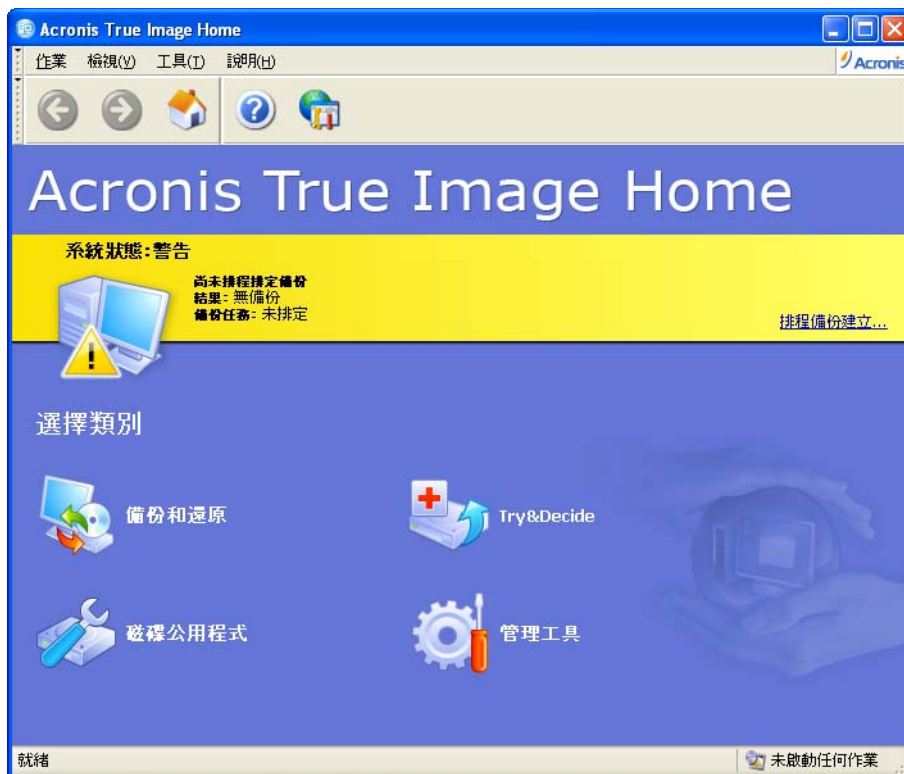 Acronis True Image Home
作業 檢視(V) 工具(T) 說明(H)
Acronis
Acronis True Image Home
系統狀態:警告
尚未排程排定備份
結果: 無備份
備份任務: 未排定
排程備份建立...
選擇類別
備份和還原
Try&Decide
磁碟公用程式
管理工具
就緒
未啟動任何作業